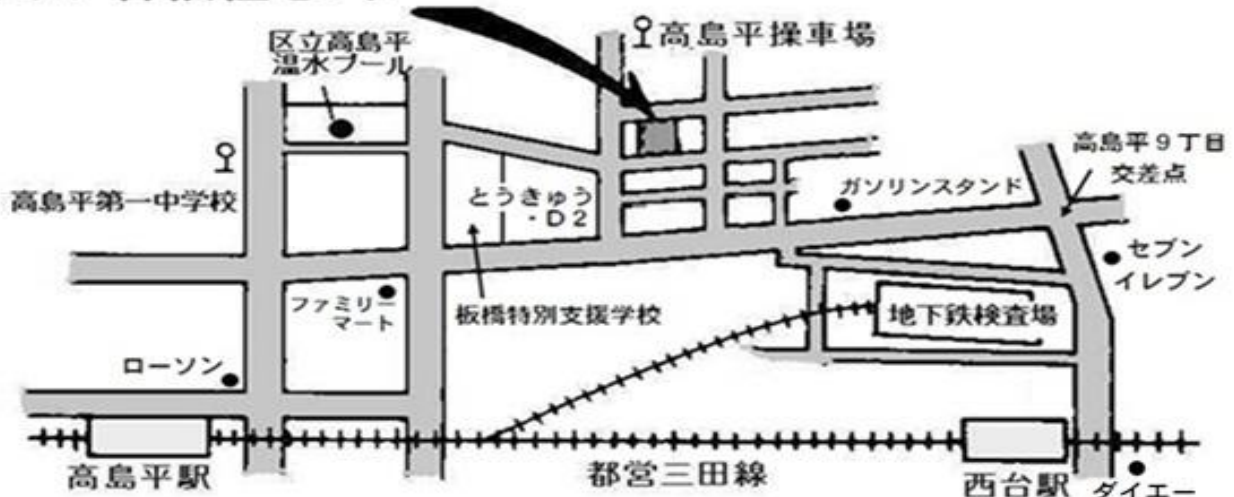 高島平操車場
区立高島平
温水プール
高島平9丁目
交差点
高島平第一中学校
とうきゅう
・D2
ガソリンスタンド
セブン
イレブン
ファミリー
マート
板橋特別支援学校
地下鉄検査場
ローソン
高島平駅
都営三田線
西台駅
ダイエー